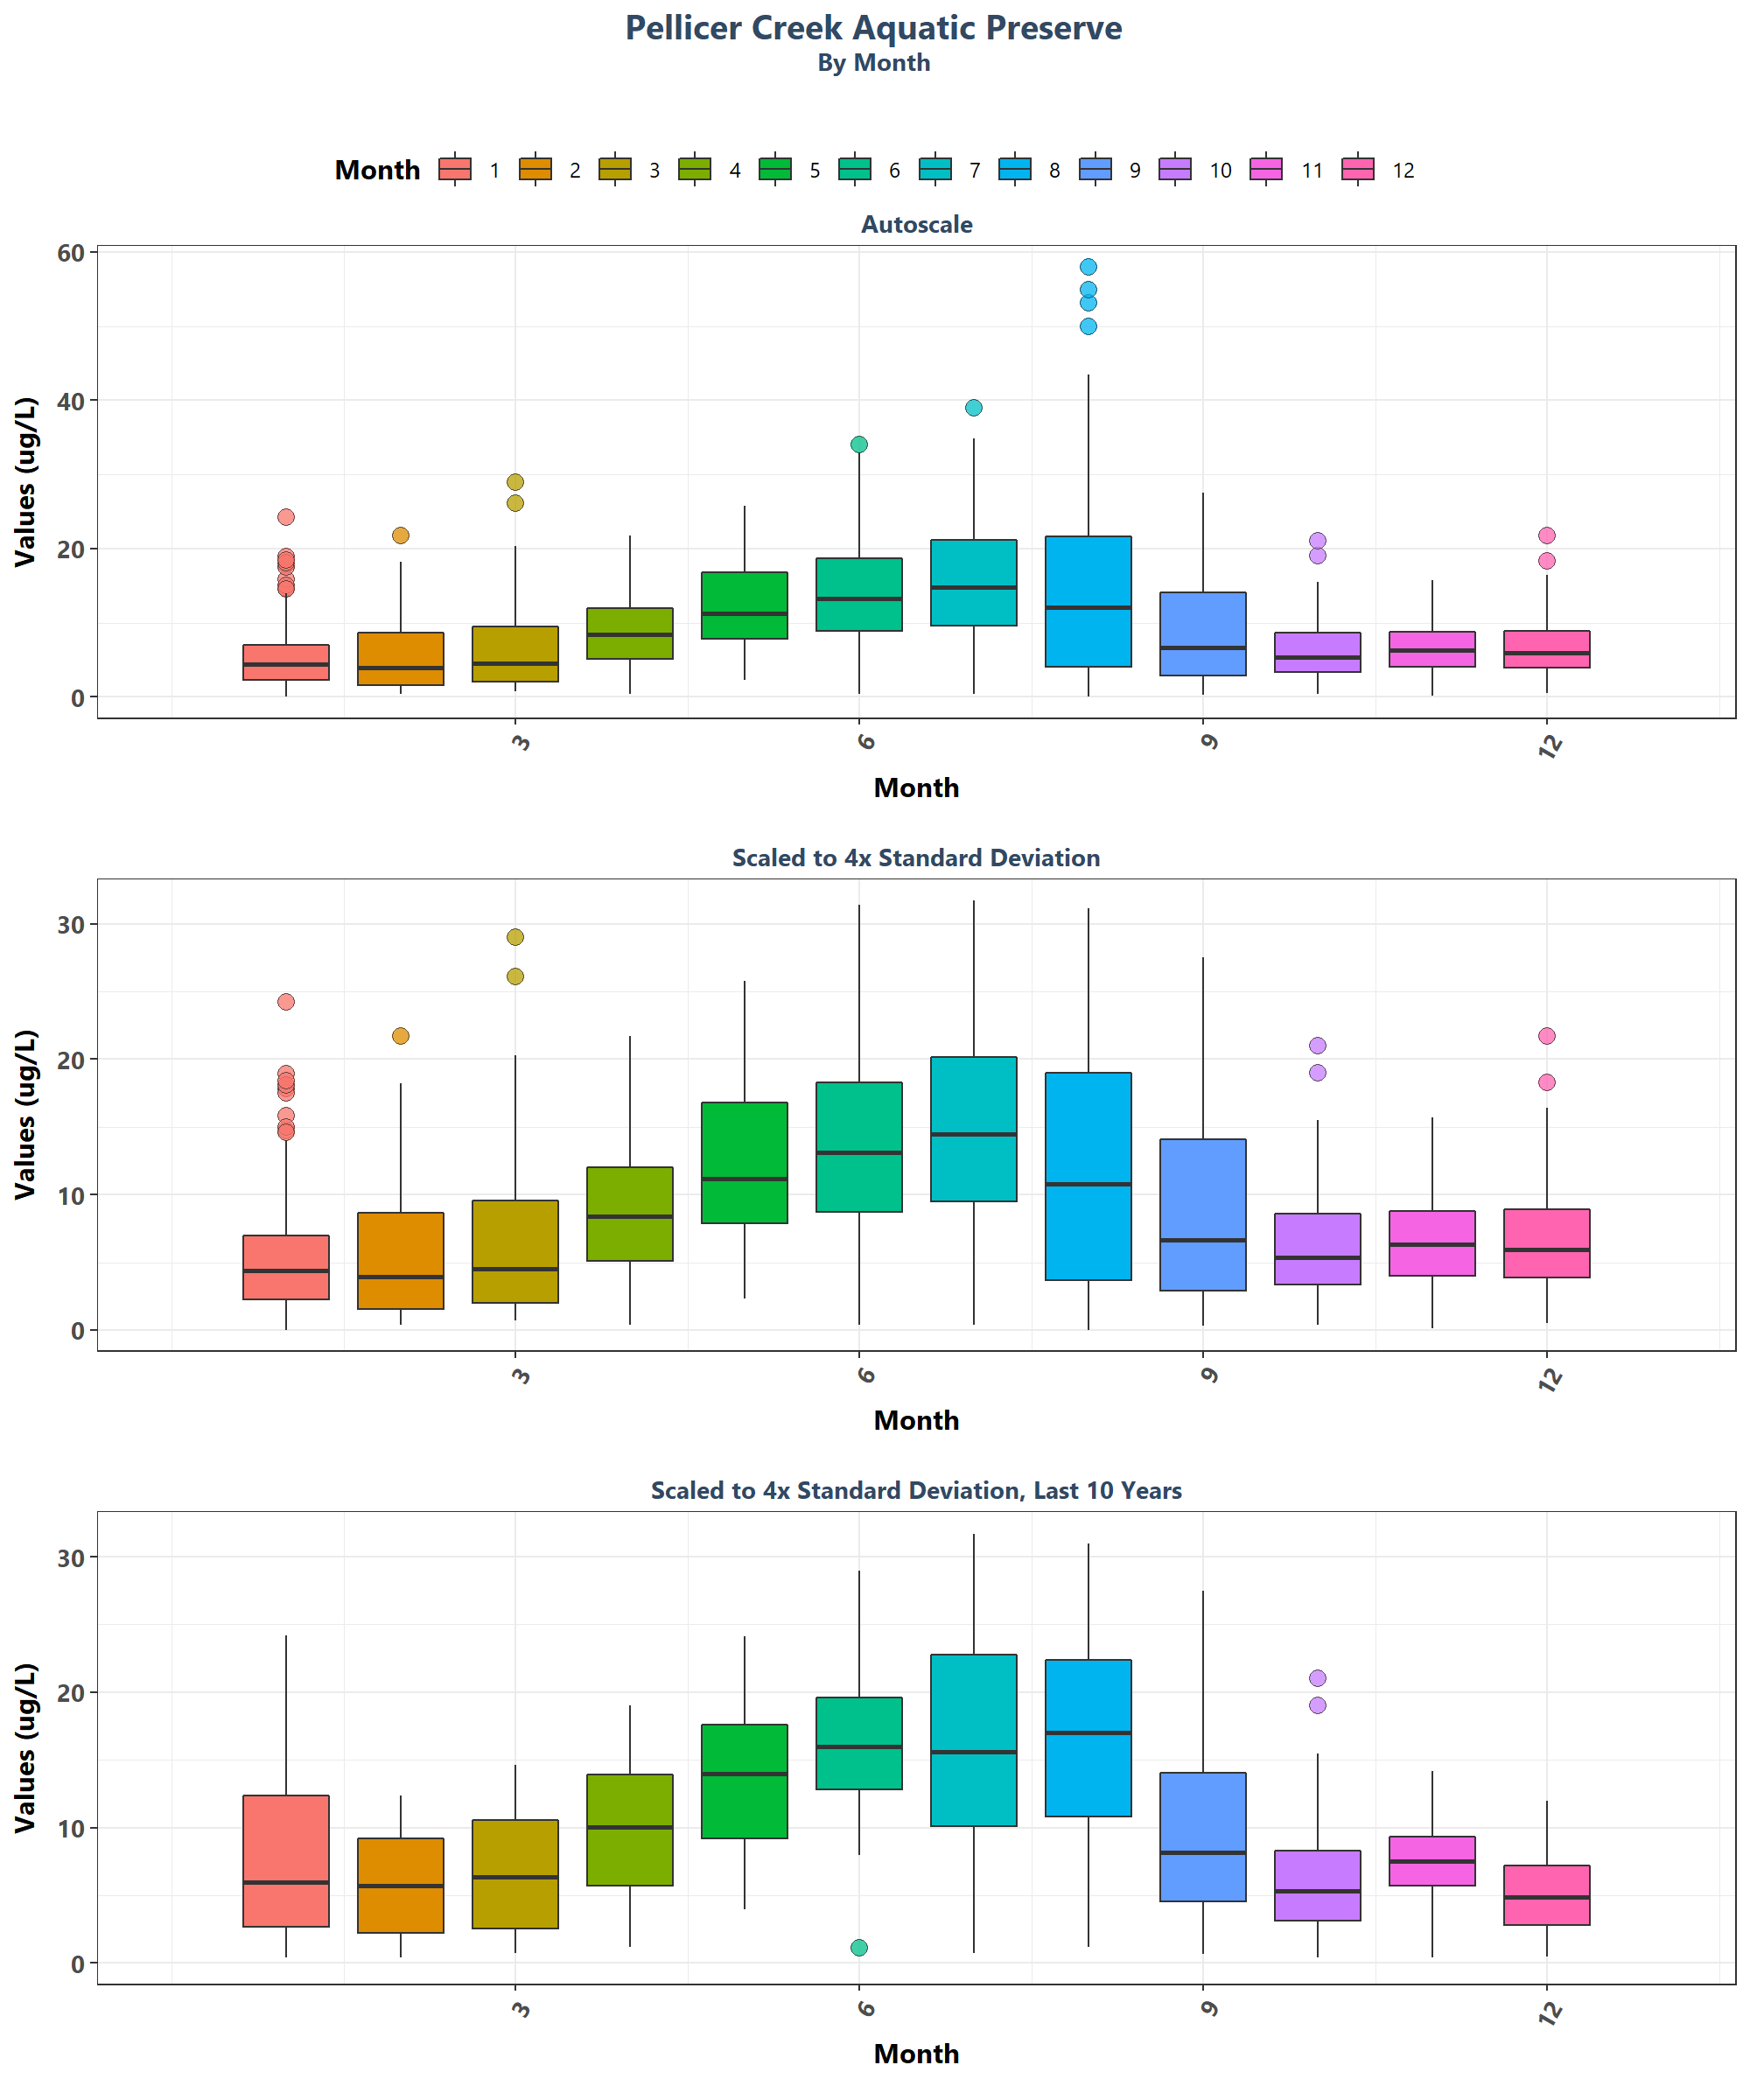 Pellicer Creek Aquatic Preserve
By Month
Month 1 2 3 4 5 6 7 8 9 10 11 12
Autoscale
Values (ug/L)
60
40
20
0
3 6 9 12
Month
Scaled to 4x Standard Deviation
Values (ug/L)
30
20
10
0
3 6 9 12
Month
Scaled to 4x Standard Deviation, Last 10 Years
Values (ug/L)
30
20
10
0
3 6 9 12
Month